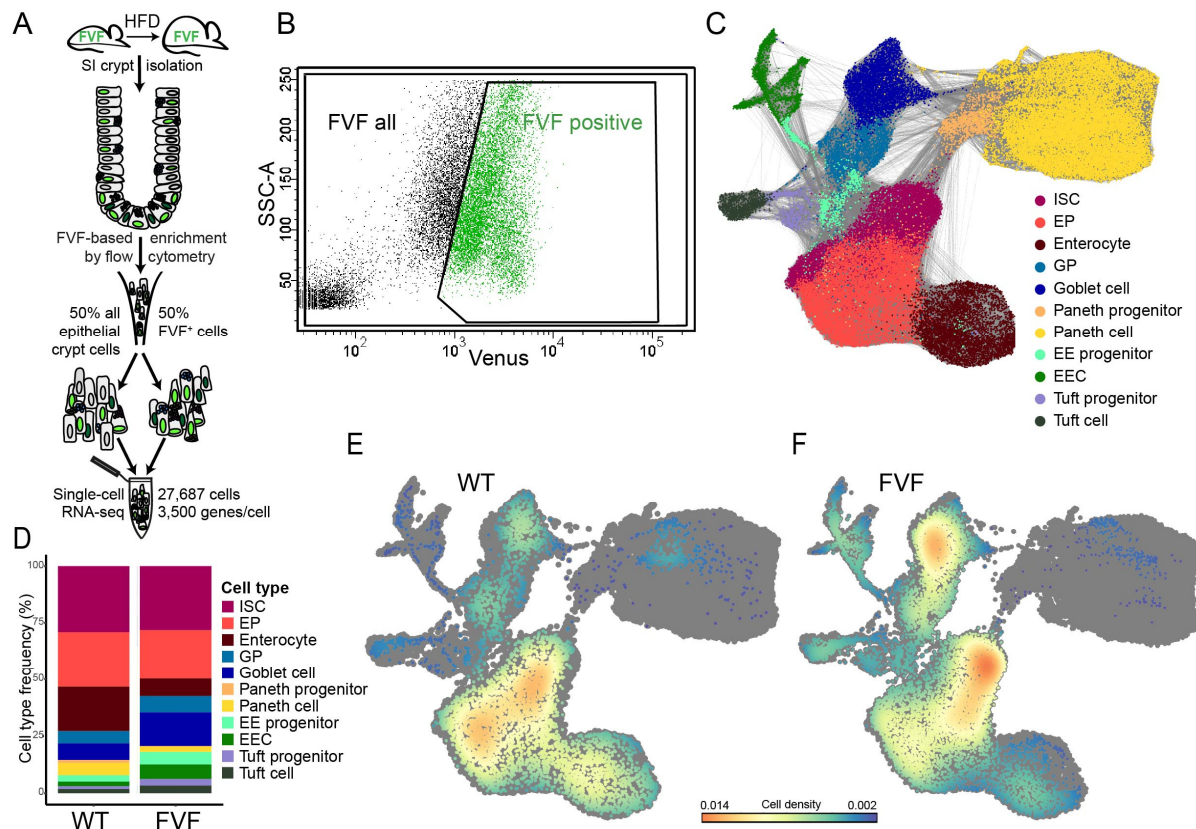 A
FVF
HFD
FVF
SI crypt isolation
FVF-based enrichment
by flow cytometry
50% all
epithelial
crypt cells
50%
FVF⁺ cells
Single-cell
RNA-seq
27,687 cells
3,500 genes/cell
B
FVF all
FVF positive
SSC-A
250
200
150
100
50
10²
10³
10⁴
10⁵
Venus
C
ISC
EP
Enterocyte
GP
Goblet cell
Paneth progenitor
Paneth cell
EE progenitor
EEC
Tuft progenitor
Tuft cell
D
Cell type frequency (%)
100
75
50
25
0
WT
FVF
Cell type
ISC
EP
Enterocyte
GP
Goblet cell
Paneth progenitor
Paneth cell
EE progenitor
EEC
Tuft progenitor
Tuft cell
E
WT
F
FVF
0.014
Cell density
0.002